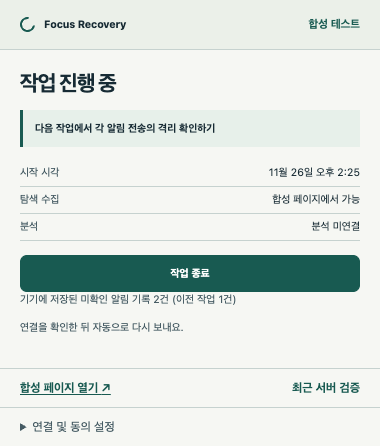 Focus Recovery
합성 테스트
작업 진행 중
다음 작업에서 각 알림 전송의 격리 확인하기
시작 시각 11월 26일 오후 2:25
탐색 수집 합성 페이지에서 가능
분석 분석 미연결
작업 종료
기기에 저장된 미확인 알림 기록 2건 (이전 작업 1건)
연결을 확인한 뒤 자동으로 다시 보내요.
합성 페이지 열기 ↗ 최근 서버 검증
▶ 연결 및 동의 설정